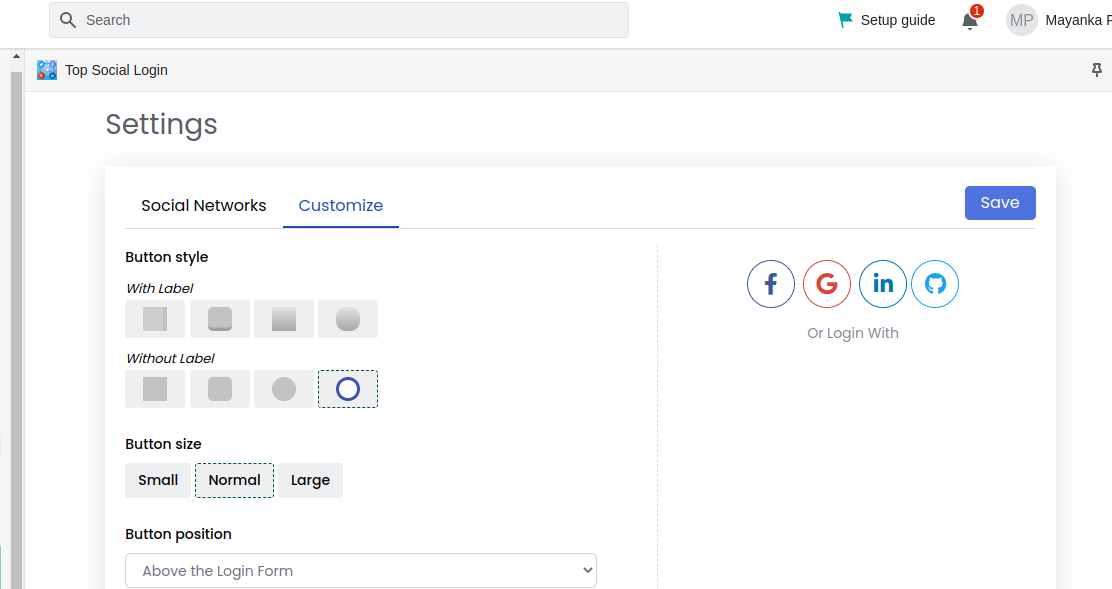 Search
Setup guide
1
MP
Mayanka P
Top Social Login
Settings
Social Networks
Customize
Save
Button style
With Label
Without Label
Or Login With
Button size
Small
Normal
Large
Button position
Above the Login Form